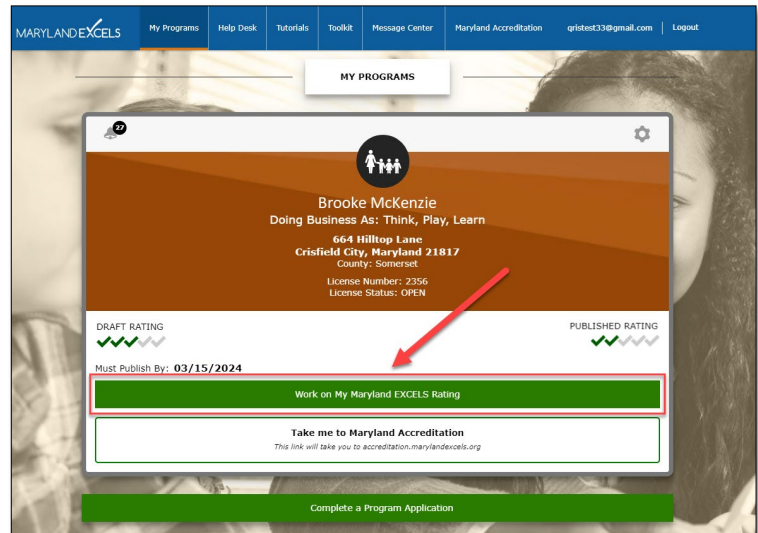 MARYLAND EXCELS
My Programs
Help Desk
Tutorials
Toolkit
Message Center
Maryland Accreditation
qristest33@gmail.com
Logout
MY PROGRAMS
27
Brooke McKenzie
Doing Business As: Think, Play, Learn
664 Hilltop Lane
Crisfield City, Maryland 21817
County: Somerset
License Number: 2356
License Status: OPEN
DRAFT RATING
PUBLISHED RATING
Must Publish By: 03/15/2024
Work on My Maryland EXCELS Rating
Take me to Maryland Accreditation
This link will take you to accreditation.marylandexcels.org
Complete a Program Application